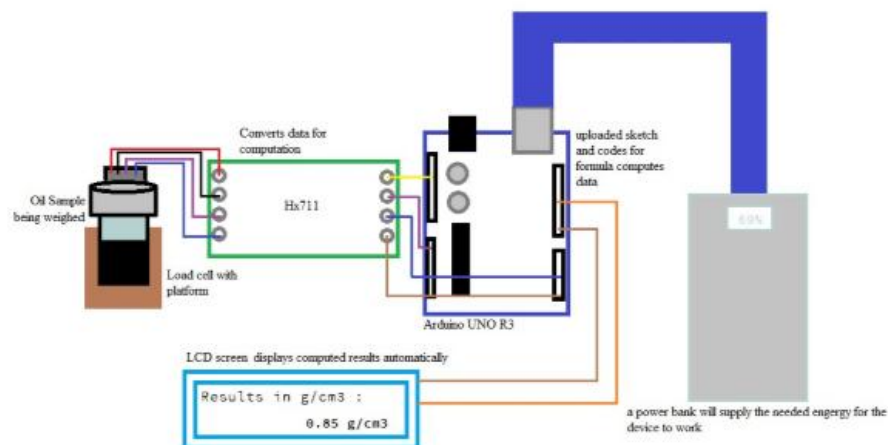 Converts data for
computation
Hx711
Oil Sample
being weighed
Load cell with
platform
uploaded sketch
and codes for
formula computes
data
69%
Arduino UNO R3
LCD screen displays computed results automatically
Results in g/cm3 :
0.85 g/cm3
a power bank will supply the needed engergy for the
device to work